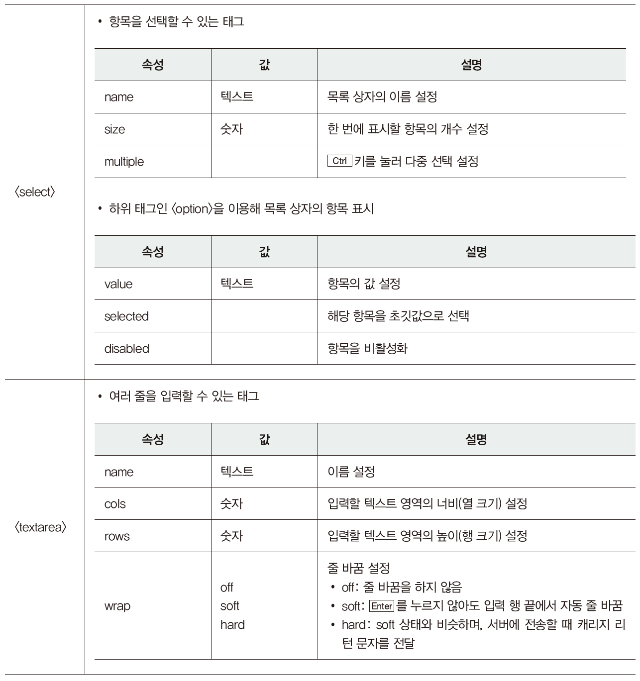 〈select〉
• 항목을 선택할 수 있는 태그
속성 값 설명
name 텍스트 목록 상자의 이름 설정
size 숫자 한 번에 표시할 항목의 개수 설정
multiple Ctrl 키를 눌러 다중 선택 설정
• 하위 태그인 〈option〉을 이용해 목록 상자의 항목 표시
속성 값 설명
value 텍스트 항목의 값 설정
selected 해당 항목을 초깃값으로 선택
disabled 항목을 비활성화
〈textarea〉
• 여러 줄을 입력할 수 있는 태그
속성 값 설명
name 텍스트 이름 설정
cols 숫자 입력할 텍스트 영역의 너비(열 크기) 설정
rows 숫자 입력할 텍스트 영역의 높이(행 크기) 설정
wrap
off
soft
hard
줄 바꿈 설정
• off: 줄 바꿈을 하지 않음
• soft: Enter 를 누르지 않아도 입력 행 끝에서 자동 줄 바꿈
• hard: soft 상태와 비슷하며, 서버에 전송할 때 캐리지 리
턴 문자를 전달